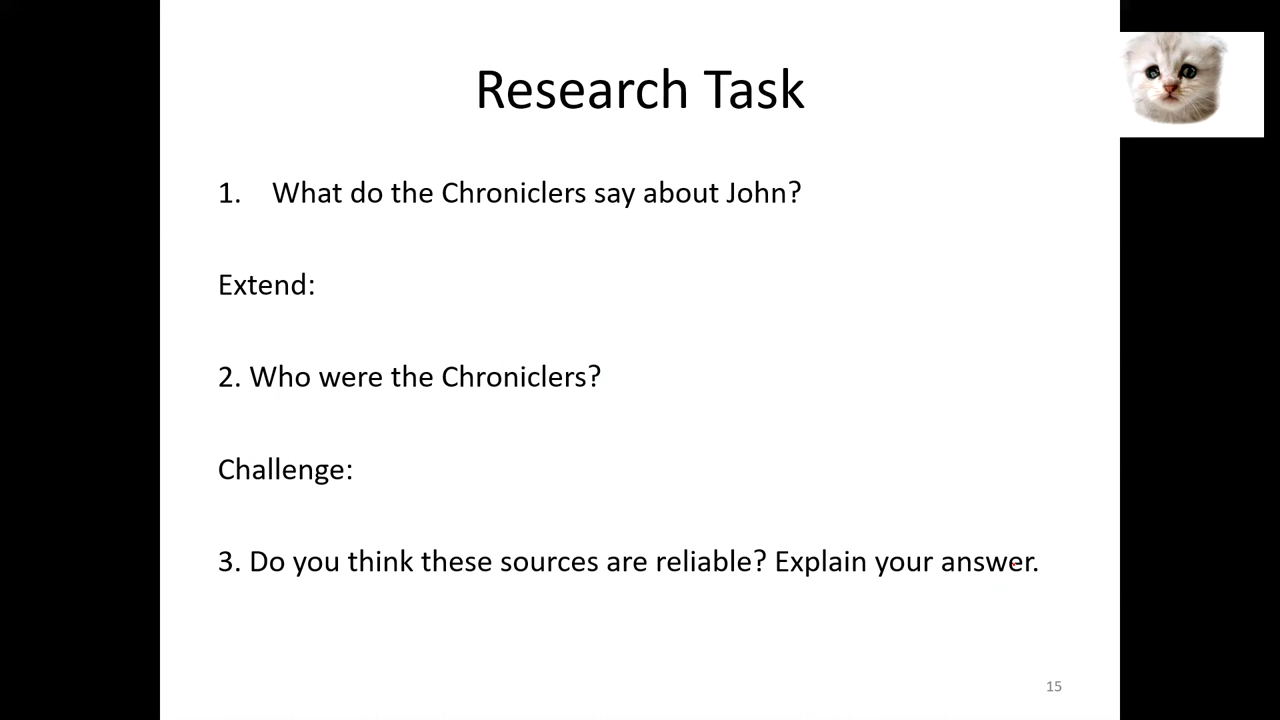 Research Task
1. What do the Chroniclers say about John?
Extend:
2. Who were the Chroniclers?
Challenge:
3. Do you think these sources are reliable? Explain your answer.
15